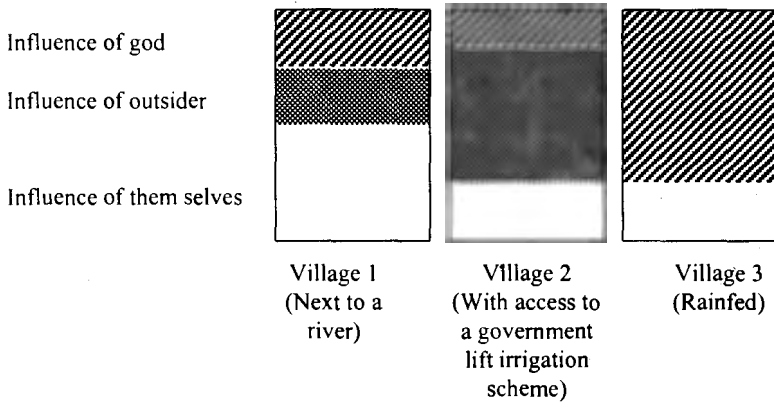 Influence of god
Influence of outsider
Influence of them selves
Village 1
(Next to a
river)
Village 2
(With access to
a government
lift irrigation
scheme)
Village 3
(Rainfed)